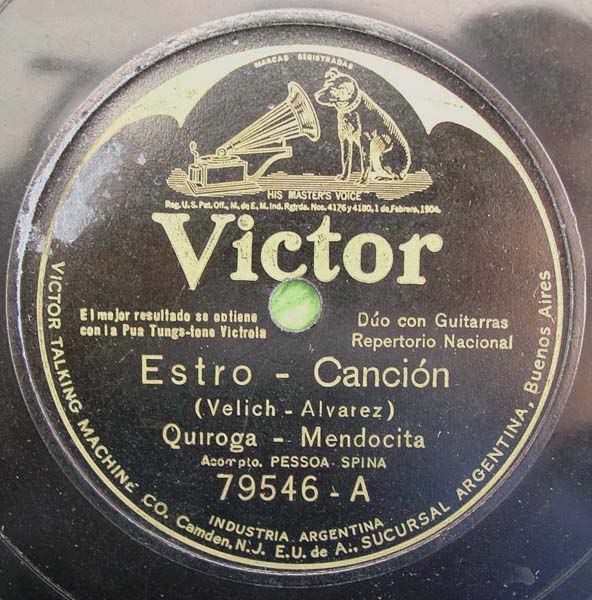 MARCAS REGISTRADAS
HIS MASTER'S VOICE
Reg. U.S. Pat. Off., M. de E., M. Ind. Rgtrda. Nos. 4176 y 4180, 1 de Febrero, 1904.
Victor
El mejor resultado se obtiene
con la Pua Tungs-tono Victrola
Dúo con Guitarras
Repertorio Nacional
Estro - Canción
(Velich - Alvarez)
Quiroga - Mendocita
Acompto. PESSOA SPINA
79546 - A
INDUSTRIA ARGENTINA
VICTOR TALKING MACHINE CO. Camden, N.J. E.U. de A., SUCURSAL ARGENTINA, Buenos Aires